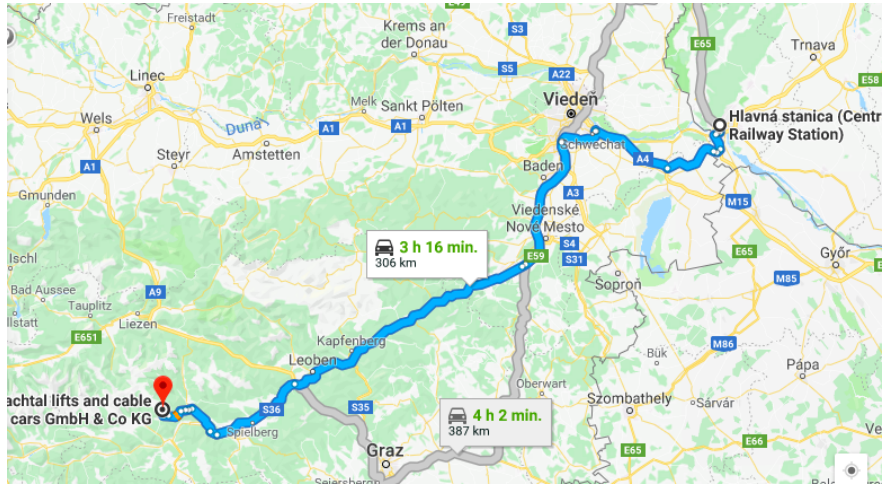 Freistadt
Krems an
der Donau
S3
E65
Trnava
Linec
S5
A22
E58
Viedeň
Melk
Sankt Pölten
Hlavná stanica (Centr
Railway Station)
Wels
Dunaj
A1
A1
Schwechat
Steyr
Amstetten
A4
A1
Baden
Gmunden
A3
M15
Viedenské
Nové Mesto
E65
3 h 16 min.
306 km
S4
Ischl
E59
S31
Győr
Bad Aussee
A9
Šoproň
M85
Tauplitz
Liezen
Kapfenberg
E651
M86
Leoben
Bük
Pápa
achtal lifts and cable
cars GmbH & Co KG
S36
S35
4 h 2 min.
387 km
Oberwart
Szombathely
Sárvár
Spielberg
E65
E66
Graz